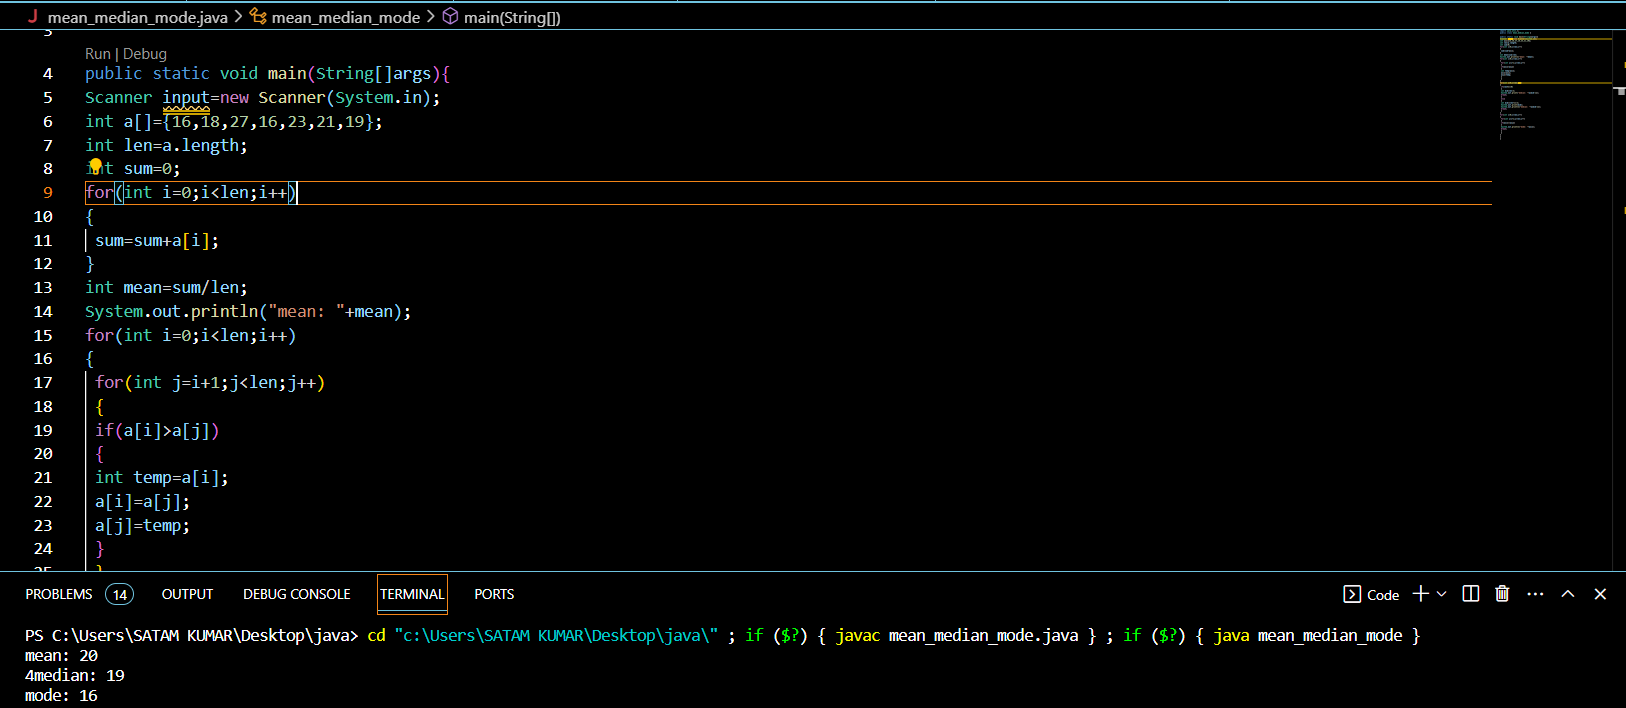 mean_median_mode.java > mean_median_mode > main(String[])
3
Run | Debug
4 public static void main(String[]args){
5 Scanner input=new Scanner(System.in);
6 int a[]={16,18,27,16,23,21,19};
7 int len=a.length;
8 int sum=0;
9 for(int i=0;i<len;i++)
10 {
11 sum=sum+a[i];
12 }
13 int mean=sum/len;
14 System.out.println("mean: "+mean);
15 for(int i=0;i<len;i++)
16 {
17 for(int j=i+1;j<len;j++)
18 {
19 if(a[i]>a[j])
20 {
21 int temp=a[i];
22 a[i]=a[j];
23 a[j]=temp;
24 }
25 }
PROBLEMS 14 OUTPUT DEBUG CONSOLE TERMINAL PORTS Code
PS C:\Users\SATAM KUMAR\Desktop\java> cd "c:\Users\SATAM KUMAR\Desktop\java\" ; if ($?) { javac mean_median_mode.java } ; if ($?) { java mean_median_mode }
mean: 20
4median: 19
mode: 16